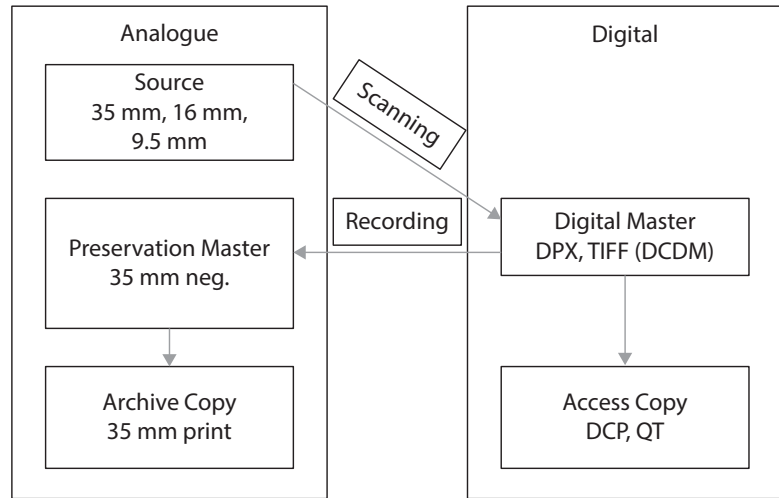 Analogue
Source
35 mm, 16 mm,
9.5 mm
Preservation Master
35 mm neg.
Archive Copy
35 mm print
Scanning
Recording
Digital
Digital Master
DPX, TIFF (DCDM)
Access Copy
DCP, QT